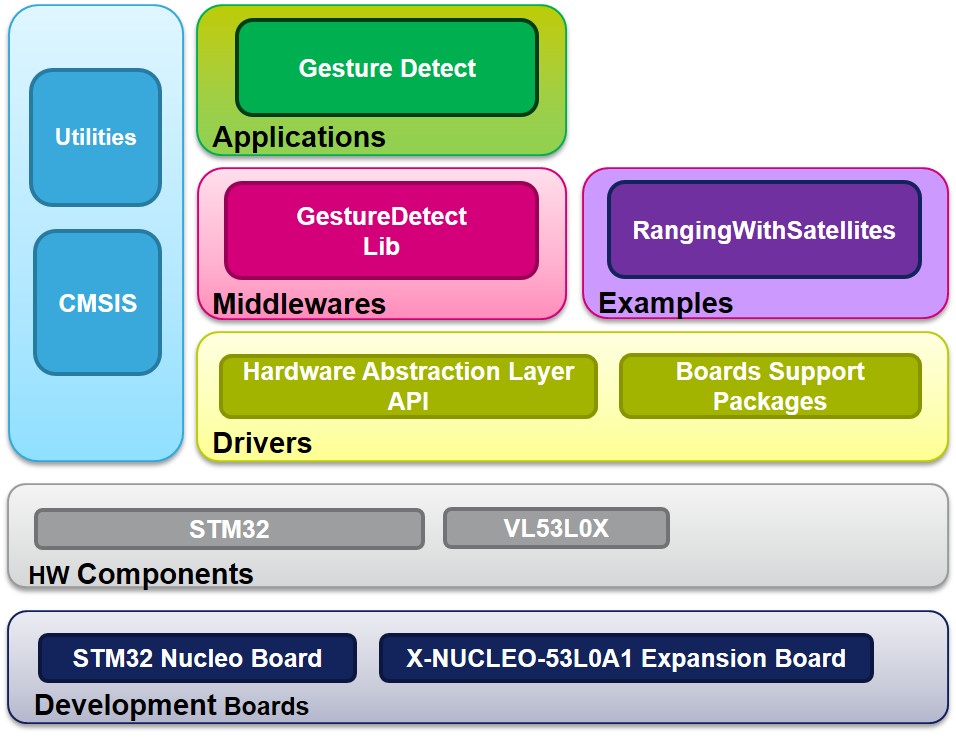 Utilities
CMSIS
Gesture Detect
Applications
GestureDetect
Lib
Middlewares
RangingWithSatellites
Examples
Hardware Abstraction Layer
API
Boards Support
Packages
Drivers
STM32
VL53L0X
HW Components
STM32 Nucleo Board
X-NUCLEO-53L0A1 Expansion Board
Development Boards